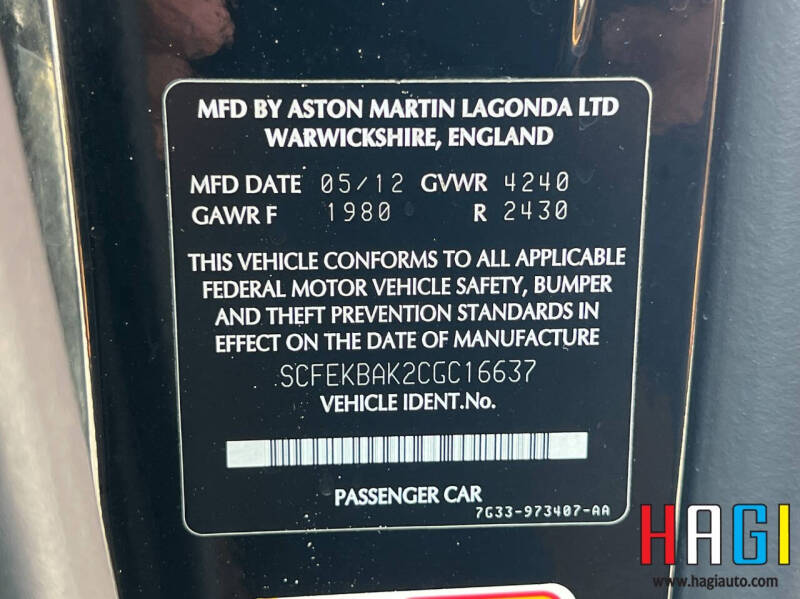 MFD BY ASTON MARTIN LAGONDA LTD
WARWICKSHIRE, ENGLAND
MFD DATE 05/12 GVWR 4240
GAWR F 1980 R 2430
THIS VEHICLE CONFORMS TO ALL APPLICABLE
FEDERAL MOTOR VEHICLE SAFETY, BUMPER
AND THEFT PREVENTION STANDARDS IN
EFFECT ON THE DATE OF MANUFACTURE
SCFEKBAK2CGC16637
VEHICLE IDENT.No.
PASSENGER CAR
7G33-973407-AA
HAGI
www.hagiauto.com